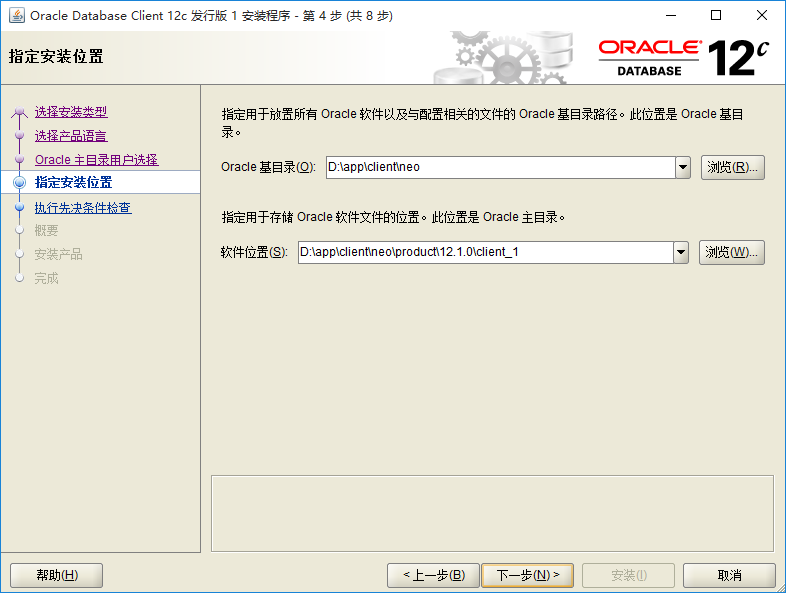 Oracle Database Client 12c 发行版 1 安装程序 - 第 4 步 (共 8 步)
指定安装位置
ORACLE®
DATABASE
12c
选择安装类型
选择产品语言
Oracle 主目录用户选择
指定安装位置
执行先决条件检查
概要
安装产品
完成
指定用于放置所有 Oracle 软件以及与配置相关的文件的 Oracle 基目录路径。此位置是 Oracle 基目
录。
Oracle 基目录(O): D:\app\client\neo 浏览(R)...
指定用于存储 Oracle 软件文件的位置。此位置是 Oracle 主目录。
软件位置(S): D:\app\client\neo\product\12.1.0\client_1 浏览(W)...
帮助(H) < 上一步(B) 下一步(N) > 安装(I) 取消